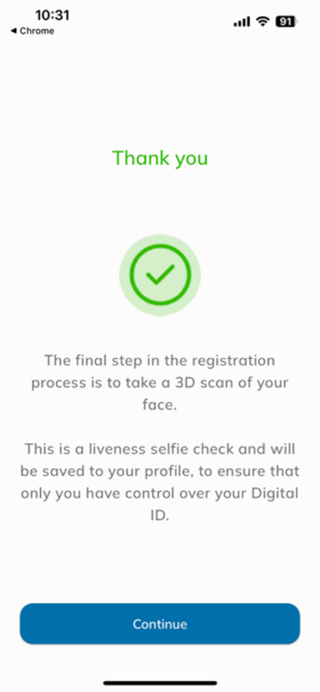 10:31
91
◀ Chrome
Thank you
The final step in the registration
process is to take a 3D scan of your
face.
This is a liveness selfie check and will
be saved to your profile, to ensure that
only you have control over your Digital
ID.
Continue